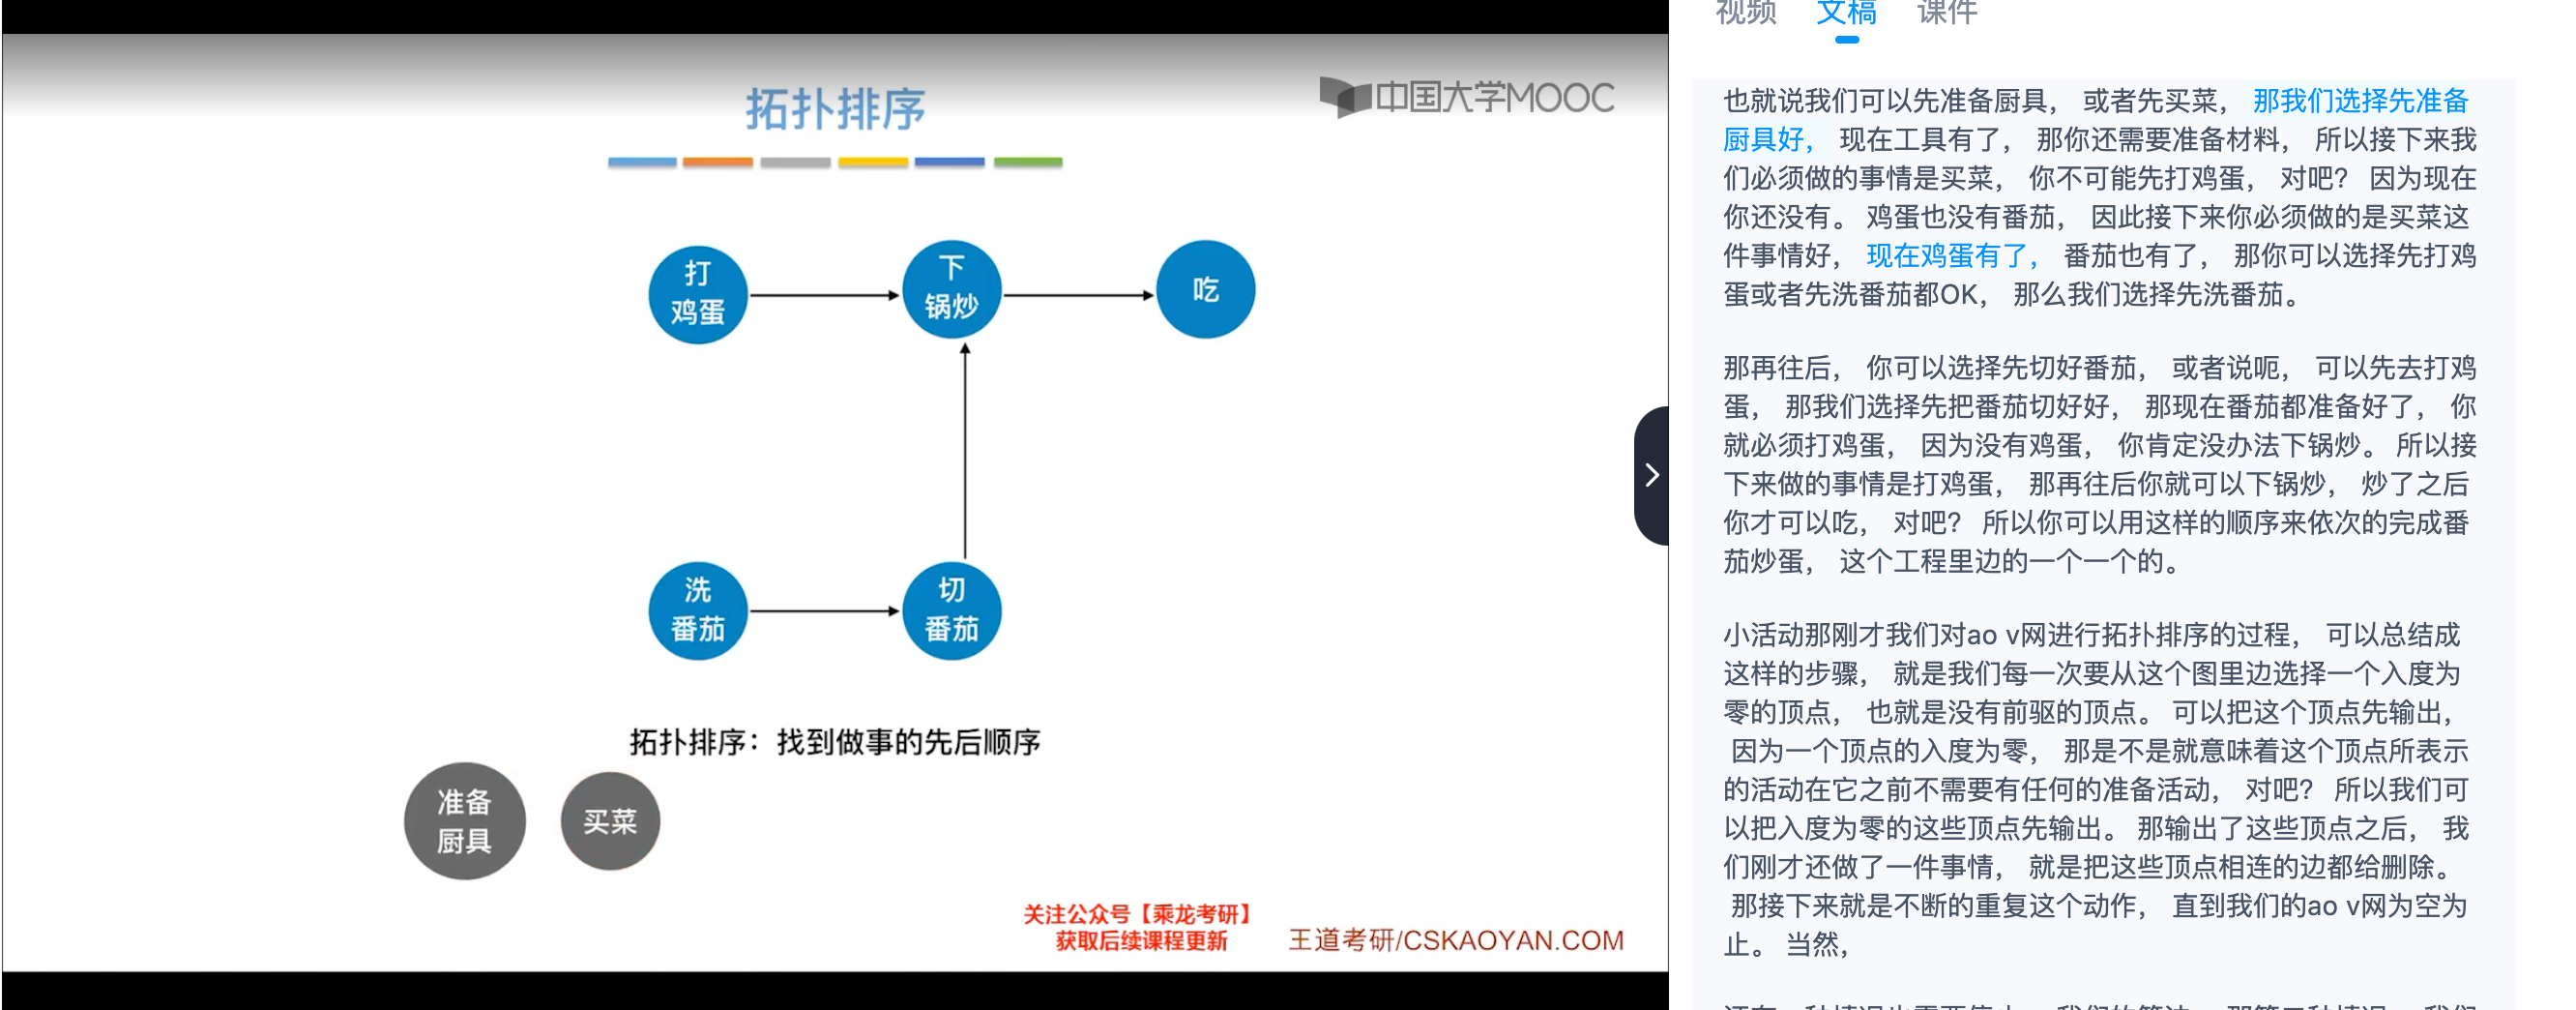 视频 文稿 课件
拓扑排序
中国大学MOOC
打
鸡蛋
下
锅炒
吃
洗
番茄
切
番茄
拓扑排序：找到做事的先后顺序
准备
厨具
买菜
关注公众号【乘龙考研】
获取后续课程更新
王道考研/CSKAOYAN.COM
也就说我们可以先准备厨具， 或者先买菜， 那我们选择先准备
厨具好， 现在工具有了， 那你还需要准备材料， 所以接下来我
们必须做的事情是买菜， 你不可能先打鸡蛋， 对吧？ 因为现在
你还没有。 鸡蛋也没有番茄， 因此接下来你必须做的是买菜这
件事情好， 现在鸡蛋有了， 番茄也有了， 那你可以选择先打鸡
蛋或者先洗番茄都OK， 那么我们选择先洗番茄。
那再往后， 你可以选择先切好番茄， 或者说呃， 可以先去打鸡
蛋， 那我们选择先把番茄切好好， 那现在番茄都准备好了， 你
就必须打鸡蛋， 因为没有鸡蛋， 你肯定没办法下锅炒。 所以接
下来做的事情是打鸡蛋， 那再往后你就可以下锅炒， 炒了之后
你才可以吃， 对吧？ 所以你可以用这样的顺序来依次的完成番
茄炒蛋， 这个工程里边的一个一个的。
小活动那刚才我们对ao v网进行拓扑排序的过程， 可以总结成
这样的步骤， 就是我们每一次要从这个图里边选择一个入度为
零的顶点， 也就是没有前驱的顶点。 可以把这个顶点先输出，
因为一个顶点的入度为零， 那是不是就意味着这个顶点所表示
的活动在它之前不需要有任何的准备活动， 对吧？ 所以我们可
以把入度为零的这些顶点先输出。 那输出了这些顶点之后， 我
们刚才还做了一件事情， 就是把这些顶点相连的边都给删除。
那接下来就是不断的重复这个动作， 直到我们的ao v网为空为
止。 当然，